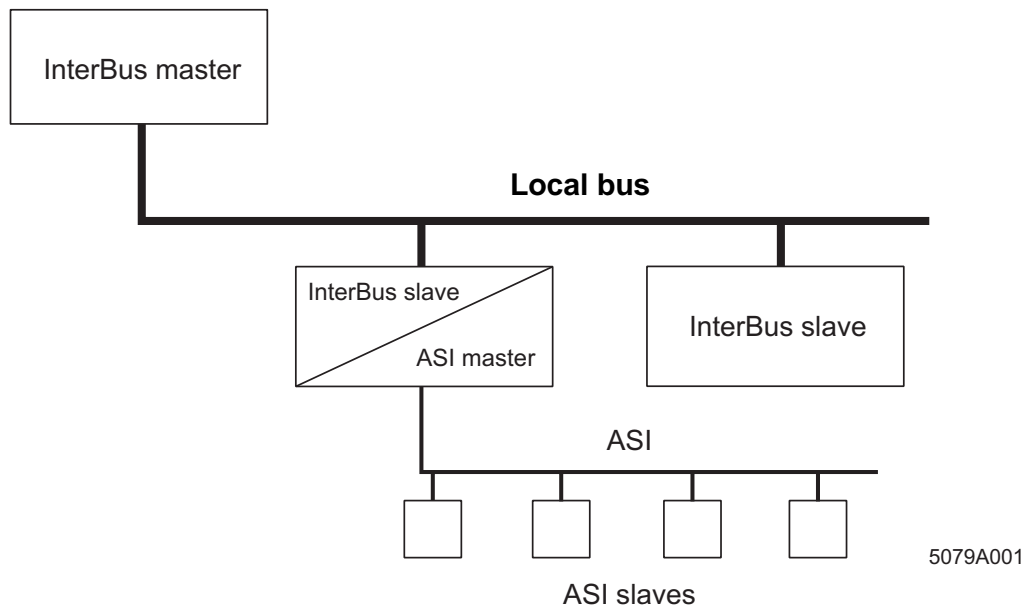 InterBus master
Local bus
InterBus slave
ASI master
InterBus slave
ASI
5079A001
ASI slaves